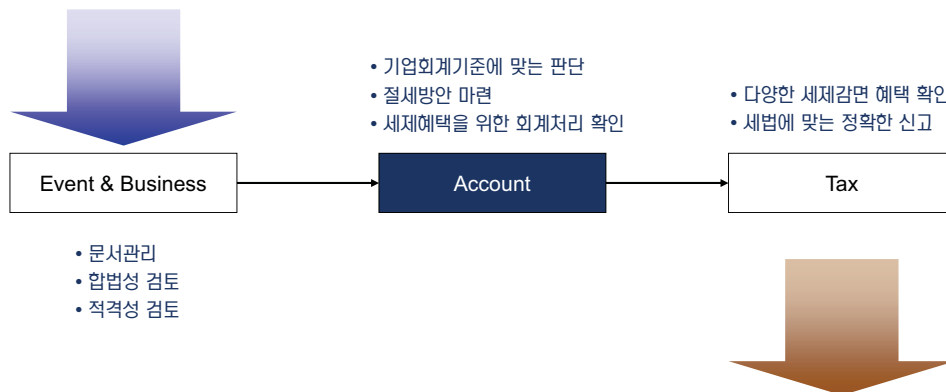 • 기업회계기준에 맞는 판단
• 절세방안 마련
• 세제혜택을 위한 회계처리 확인
• 다양한 세제감면 혜택 확인
• 세법에 맞는 정확한 신고
Event & Business
Account
Tax
• 문서관리
• 합법성 검토
• 적격성 검토